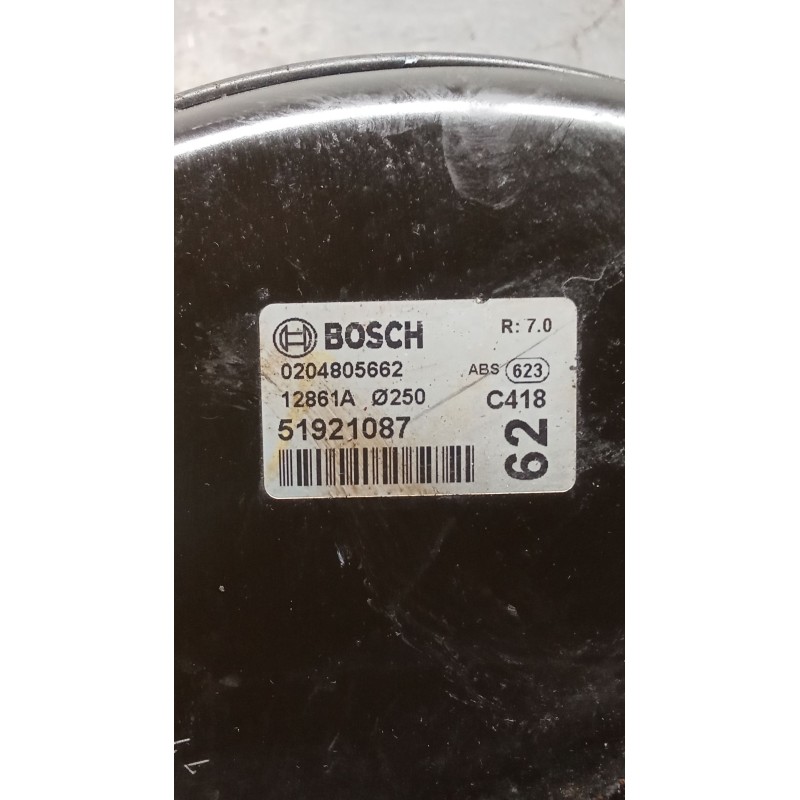 BOSCH R: 7.0
0204805662 ABS 623
12861A Ø250 C418
51921087
62